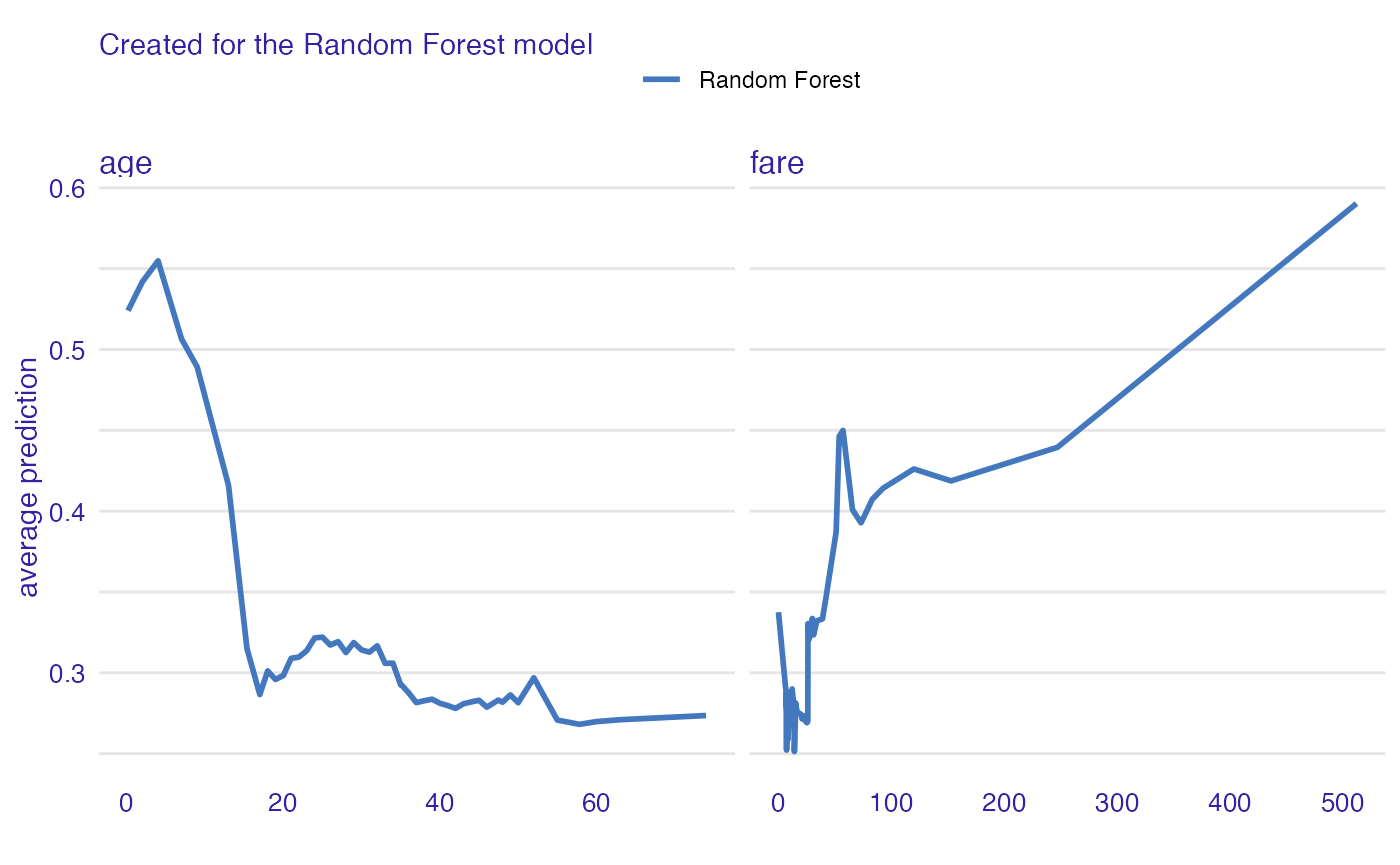 Created for the Random Forest model
Random Forest
age
fare
average prediction
0.6
0.5
0.4
0.3
0 20 40 60
0 100 200 300 400 500